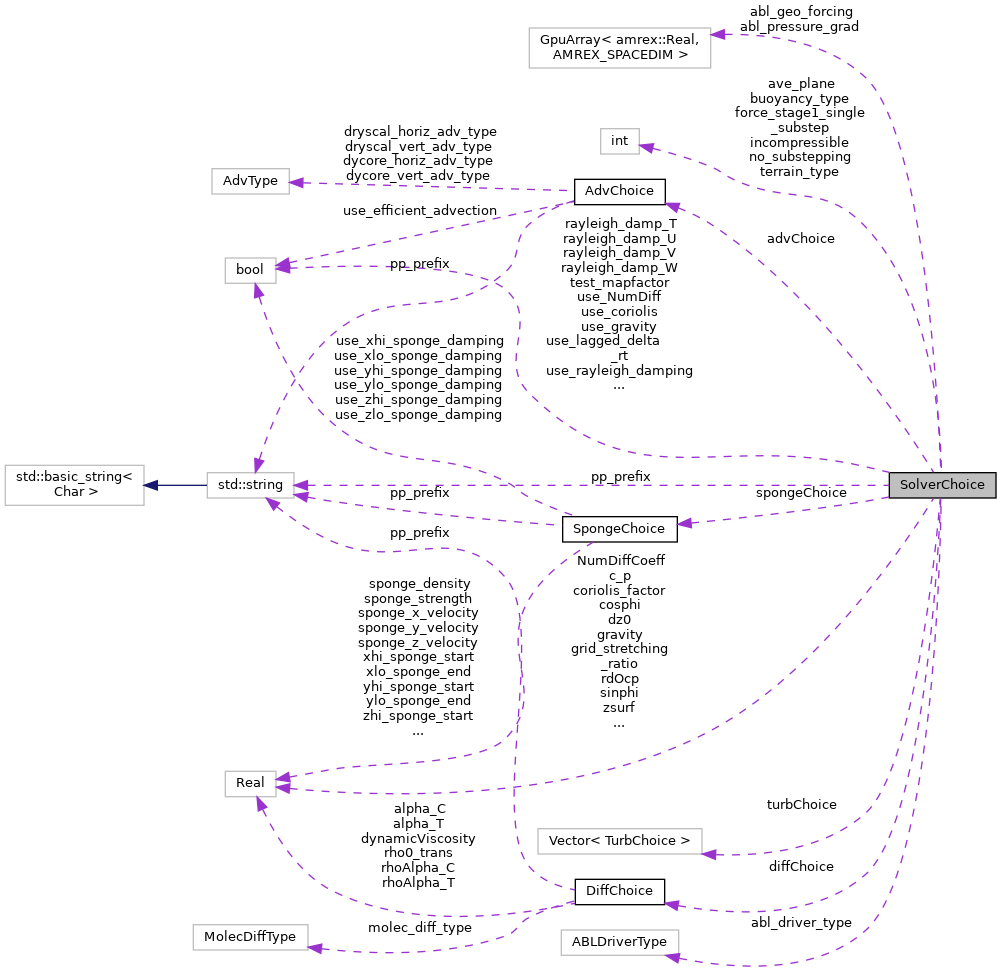 abl_geo_forcing
abl_pressure_grad
GpuArray< amrex::Real,
AMREX_SPACEDIM >
ave_plane
buoyancy_type
force_stage1_single
_substep
incompressible
no_substepping
terrain_type
int
dryscal_horiz_adv_type
dryscal_vert_adv_type
dycore_horiz_adv_type
dycore_vert_adv_type
AdvType
AdvChoice
use_efficient_advection
advChoice
bool
pp_prefix
rayleigh_damp_T
rayleigh_damp_U
rayleigh_damp_V
rayleigh_damp_W
test_mapfactor
use_NumDiff
use_coriolis
use_gravity
use_lagged_delta
_rt
use_rayleigh_damping
...
use_xhi_sponge_damping
use_xlo_sponge_damping
use_yhi_sponge_damping
use_ylo_sponge_damping
use_zhi_sponge_damping
use_zlo_sponge_damping
std::basic_string<
Char >
std::string
pp_prefix
SolverChoice
pp_prefix
spongeChoice
SpongeChoice
pp_prefix
NumDiffCoeff
c_p
coriolis_factor
cosphi
dz0
gravity
grid_stretching
_ratio
rdOcp
sinphi
zsurf
...
sponge_density
sponge_strength
sponge_x_velocity
sponge_y_velocity
sponge_z_velocity
xhi_sponge_start
xlo_sponge_end
yhi_sponge_start
ylo_sponge_end
zhi_sponge_start
...
Real
alpha_C
alpha_T
dynamicViscosity
rho0_trans
rhoAlpha_C
rhoAlpha_T
turbChoice
Vector< TurbChoice >
diffChoice
DiffChoice
molec_diff_type
MolecDiffType
abl_driver_type
ABLDriverType